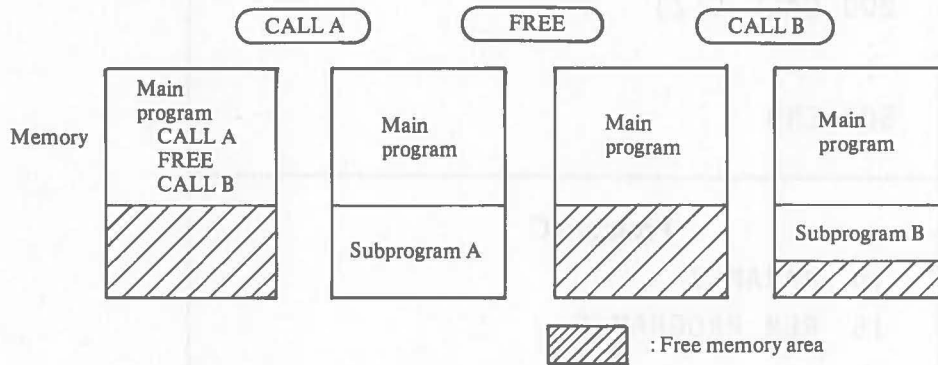 CALL A
FREE
CALL B
Memory
Main
program
CALL A
FREE
CALL B
Main
program
Subprogram A
Main
program
Main
program
Subprogram B
: Free memory area